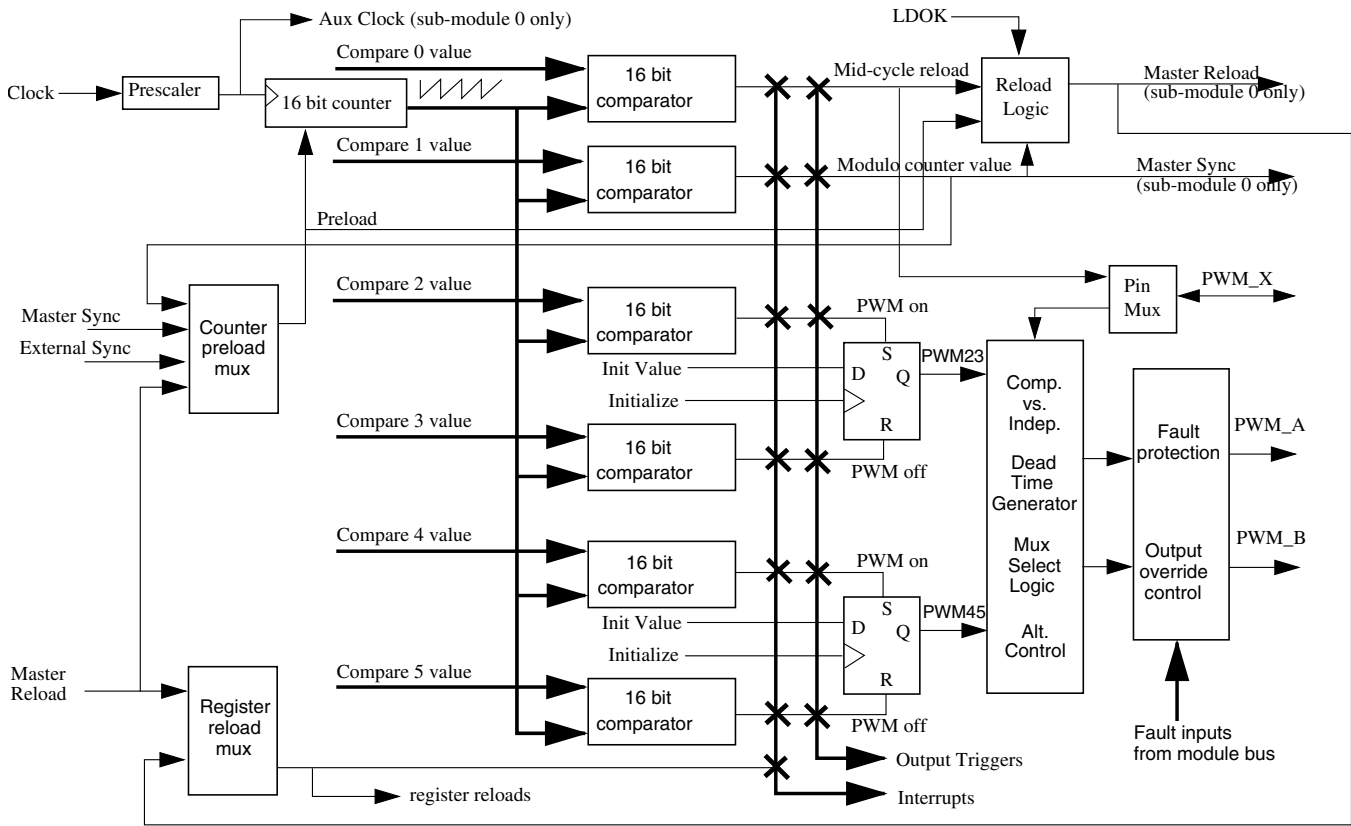 Aux Clock (sub-module 0 only)
LDOK
Compare 0 value
Clock
Prescaler
16 bit counter
16 bit
comparator
Mid-cycle reload
Reload
Logic
Master Reload
(sub-module 0 only)
Compare 1 value
16 bit
comparator
Modulo counter value
Master Sync
(sub-module 0 only)
Preload
Compare 2 value
16 bit
comparator
PWM on
Pin
Mux
PWM_X
Master Sync
External Sync
Counter
preload
mux
Init Value
Initialize
D
S
Q
R
PWM23
Compare 3 value
16 bit
comparator
PWM off
Comp.
vs.
Indep.
Dead
Time
Generator
Mux
Select
Logic
Alt.
Control
Fault
protection
Output
override
control
PWM_A
PWM_B
Compare 4 value
16 bit
comparator
PWM on
Init Value
Initialize
D
S
Q
R
PWM45
Master
Reload
Register
reload
mux
Compare 5 value
16 bit
comparator
PWM off
Fault inputs
from module bus
Output Triggers
register reloads
Interrupts